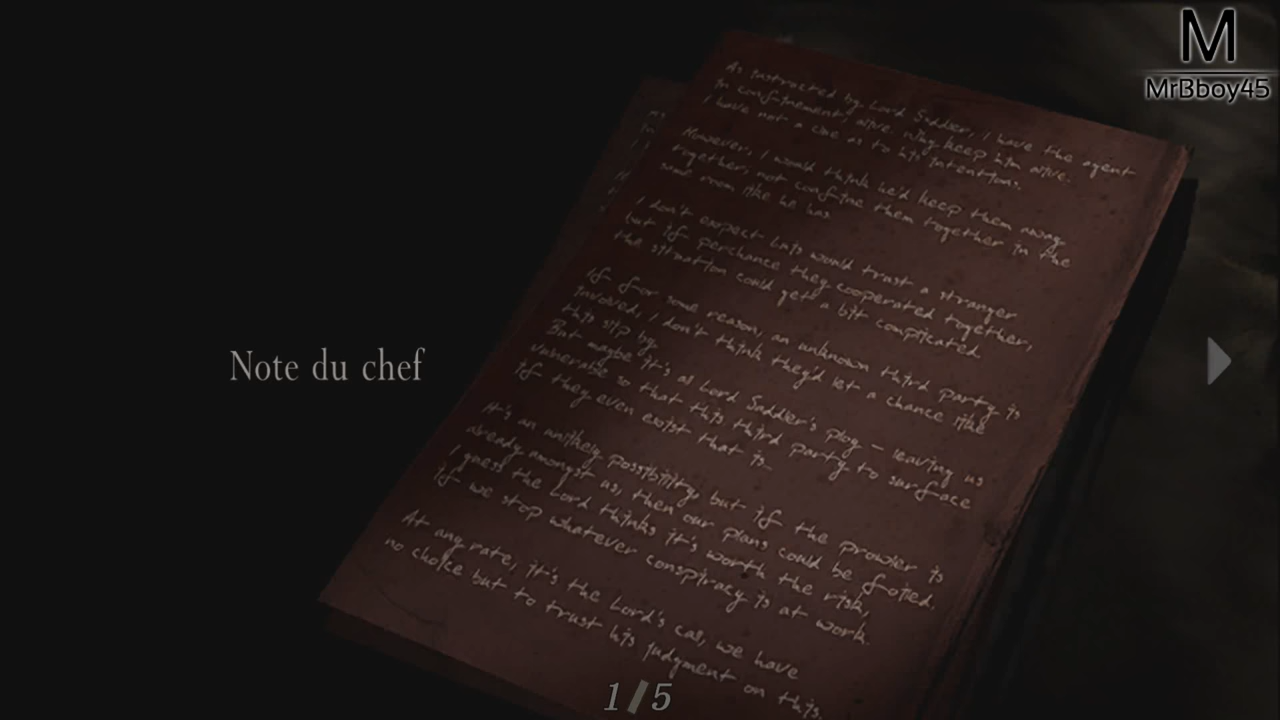 M
MrBboy45
As instructed by Lord Saddler, I have the agent
in confinement, alive. Why keep him alive.
I have not a clue as to his intentions.
However, I would think he'd keep them away
together, not confine them together in the
same room like he has
I don't expect Luis would trust a stranger
but if perchance they cooperated together,
the situation could get a bit complicated
If for some reason, an unknown third party is
involved, I don't think they'd let a chance like
this slip by.
But maybe it's al Lord Saddler's ploy — leaving us
vunerable so that this third party to surface
if they even exist that is..
It's an unlikely possibility but if the prowler is
already amongst us, then our plans could be foiled.
I guess the Lord thinks it's worth the risk,
if we stop whatever conspiracy is at work.
At any rate, it's the Lord's cal, we have
no choice but to trust his judgment on this.
Note du chef
1/5